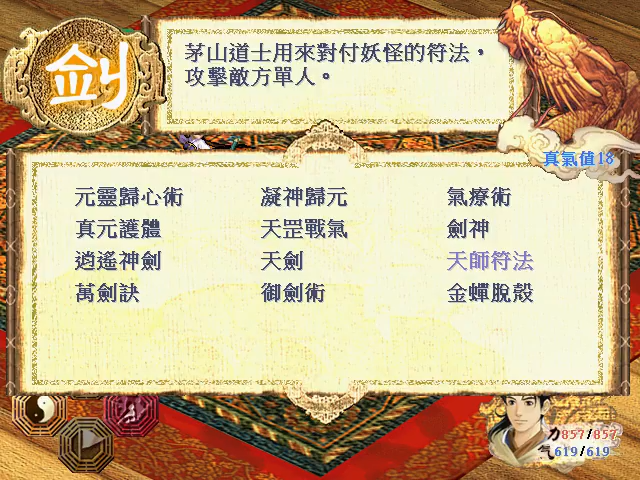 劍
茅山道士用來對付妖怪的符法，
攻擊敵方單人。
真氣值18
元靈歸心術 凝神歸元 氣療術
真元護體 天罡戰氣 劍神
逍遙神劍 天劍 天師符法
萬劍訣 御劍術 金蟬脫殼
力857/857
气619/619